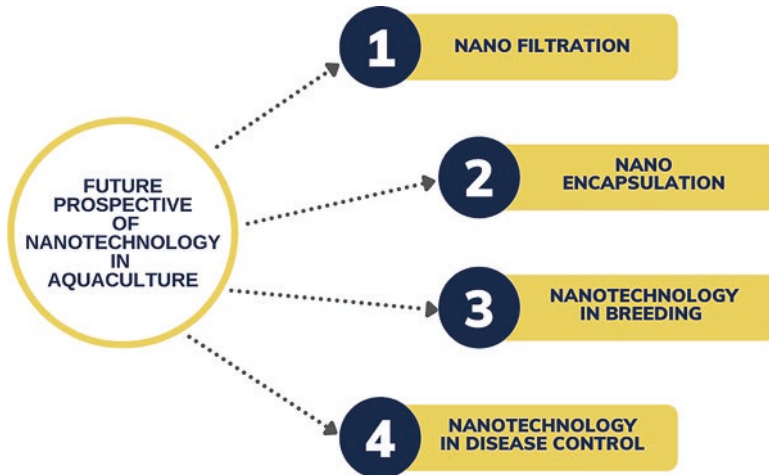 FUTURE
PROSPECTIVE
OF
NANOTECHNOLOGY
IN
AQUACULTURE
1
NANO FILTRATION
2
NANO
ENCAPSULATION
3
NANOTECHNOLOGY
IN BREEDING
4
NANOTECHNOLOGY
IN DISEASE CONTROL